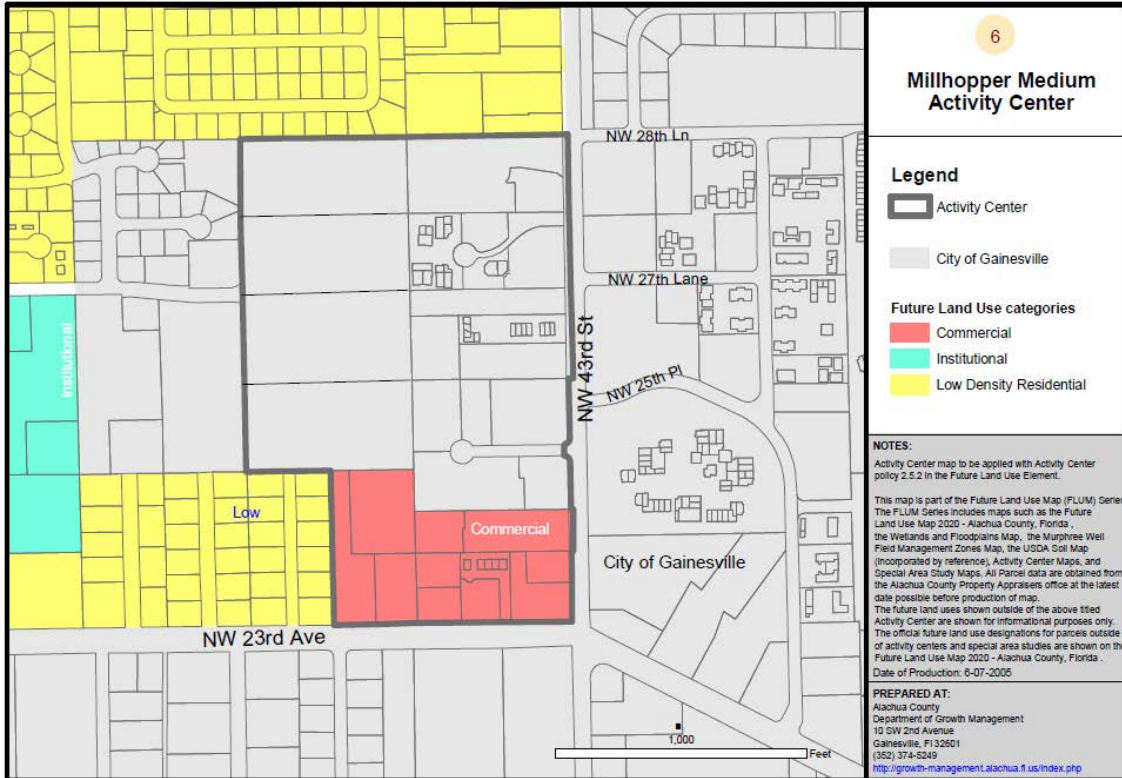 6
Millhopper Medium
Activity Center
Legend
Activity Center
City of Gainesville
Future Land Use categories
Commercial
Institutional
Low Density Residential
NOTES:
Activity Center map to be applied with Activity Center
policy 2.5.2 in the Future Land Use Element.
This map is part of the Future Land Use Map (FLUM) Series
The FLUM Series includes maps such as the Future
Land Use Map 2020 - Alachua County, Florida ,
the Wetlands and Floodplains Map, the Murphree Well
Field Management Zones Map, the USDA Soil Map
(incorporated by reference), Activity Center Maps, and
Special Area Study Maps. All Parcel data are obtained from
the Alachua County Property Appraisers office at the latest
date possible before production of map.
The future land uses shown outside of the above titled
Activity Center are shown for informational purposes only.
The official future land use designations for parcels outside
of activity centers and special area studies are shown on the
Future Land Use Map 2020 - Alachua County, Florida .
Date of Production: 6-07-2005
PREPARED AT:
Alachua County
Department of Growth Management
10 SW 2nd Avenue
Gainesville, Fl 32601
(352) 374-5249
http://growth-management.alachua.fl.us/index.php
NW 28th Ln
NW 27th Lane
NW 43rd St
NW 25th Pl
Institutional
Low
Commercial
City of Gainesville
NW 23rd Ave
1,000
Feet